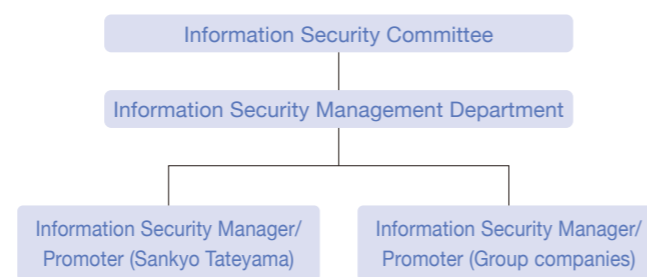 Information Security Committee
Information Security Management Department
Information Security Manager/
Promoter (Sankyo Tateyama)
Information Security Manager/
Promoter (Group companies)